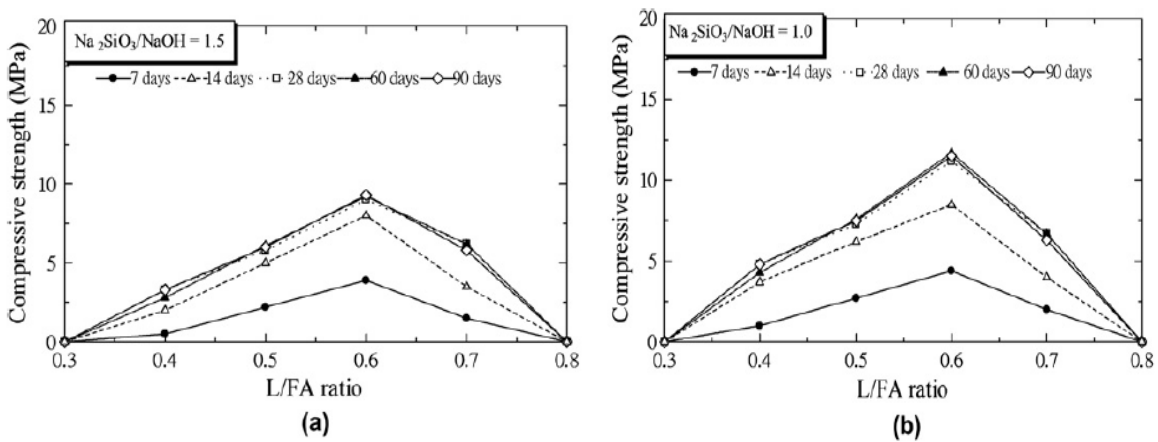 Na₂SiO₃/NaOH = 1.5
7 days 14 days 28 days 60 days 90 days
Compressive strength (MPa)
20
15
10
5
0
0.3 0.4 0.5 0.6 0.7 0.8
L/FA ratio
(a)
Na₂SiO₃/NaOH = 1.0
7 days 14 days 28 days 60 days 90 days
Compressive strength (MPa)
20
15
10
5
0
0.3 0.4 0.5 0.6 0.7 0.8
L/FA ratio
(b)